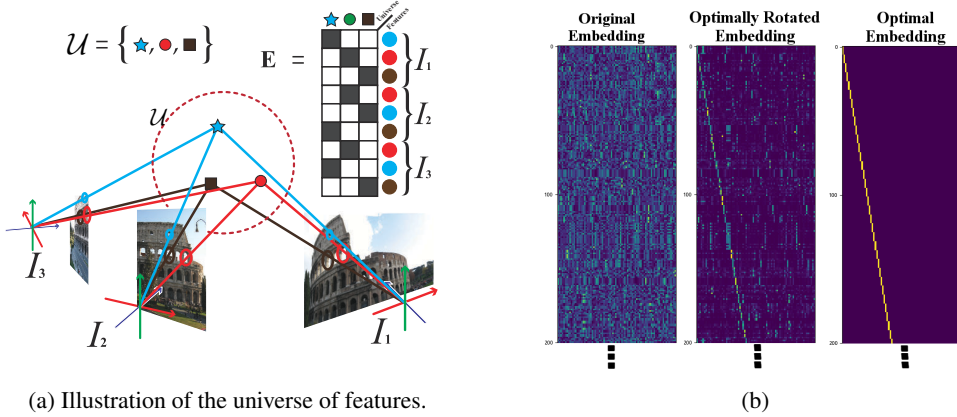 𝒰 = { , , }
E =
Universe
Features
I₁
I₂
I₃
𝒰
I₃
I₂
I₁
(a) Illustration of the universe of features.
Original
Embedding
Optimally Rotated
Embedding
Optimal
Embedding
0
100
200
0
100
200
0
100
200
(b)